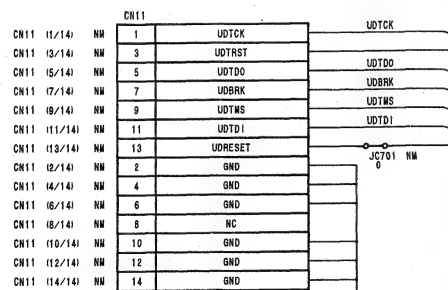 CN11
CN11 (1/14) NM 1 UDTCK UDTCK
CN11 (3/14) NM 3 UDTRST
CN11 (5/14) NM 5 UDTDO UDTDO
CN11 (7/14) NM 7 UDBRK UDBRK
CN11 (9/14) NM 9 UDTMS UDTMS
CN11 (11/14) NM 11 UDTDI UDTDI
CN11 (13/14) NM 13 UDRESET JC701 NM
CN11 (2/14) NM 2 GND 0
CN11 (4/14) NM 4 GND
CN11 (6/14) NM 6 GND
CN11 (8/14) NM 8 NC
CN11 (10/14) NM 10 GND
CN11 (12/14) NM 12 GND
CN11 (14/14) NM 14 GND